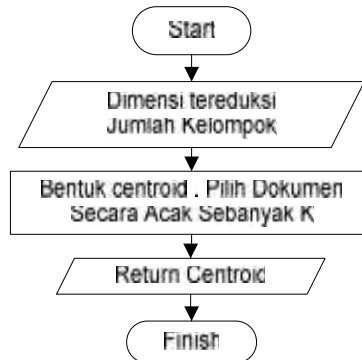 Start
Dimensi tereduksi
Jumlah Kelompok
Bentuk centroid . Pilih Dokumen
Secara Acak Sebanyak K
Return Centroid
Finish